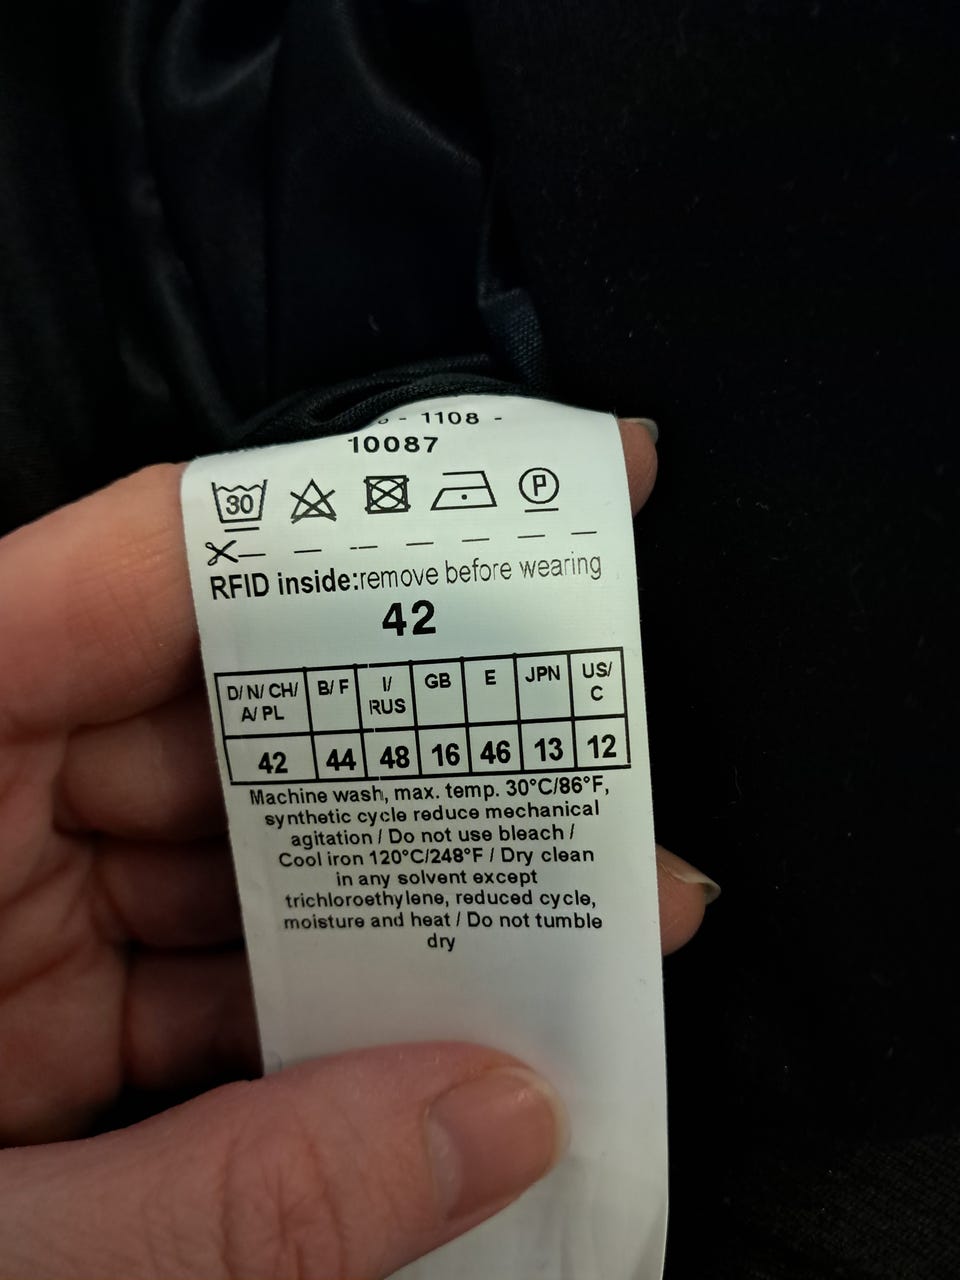 - 1108 -
10087
30 P
RFID inside:remove before wearing
42
D/ N/ CH/ A/ PL B/ F I/ RUS GB E JPN US/ C
42 44 48 16 46 13 12
Machine wash, max. temp. 30°C/86°F,
synthetic cycle reduce mechanical
agitation / Do not use bleach /
Cool iron 120°C/248°F / Dry clean
in any solvent except
trichloroethylene, reduced cycle,
moisture and heat / Do not tumble
dry